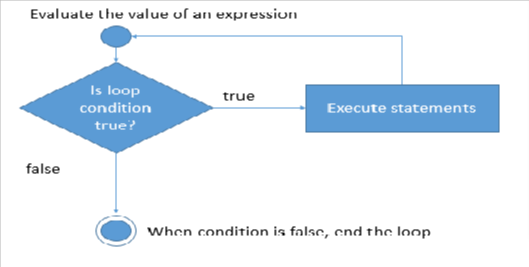 Evaluate the value of an expression
Is loop
condition
true?
true
Execute statements
false
When condition is false, end the loop